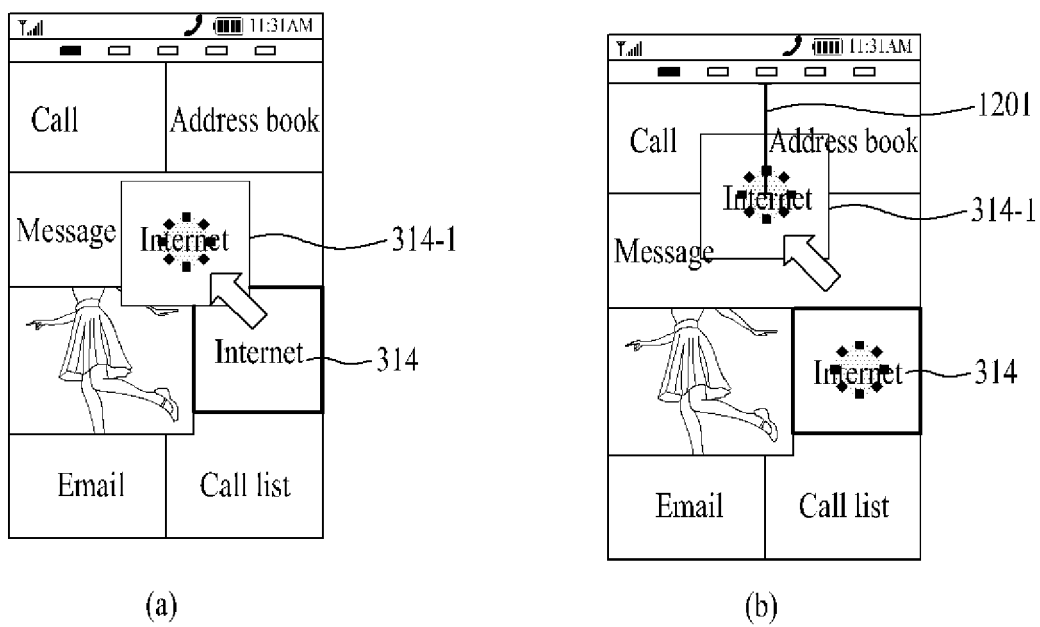 11:31AM
Call
Address book
Message
Internet
314-1
Internet
314
Email
Call list
(a)
11:31AM
1201
Call
Address book
Internet
314-1
Message
Internet
314
Email
Call list
(b)